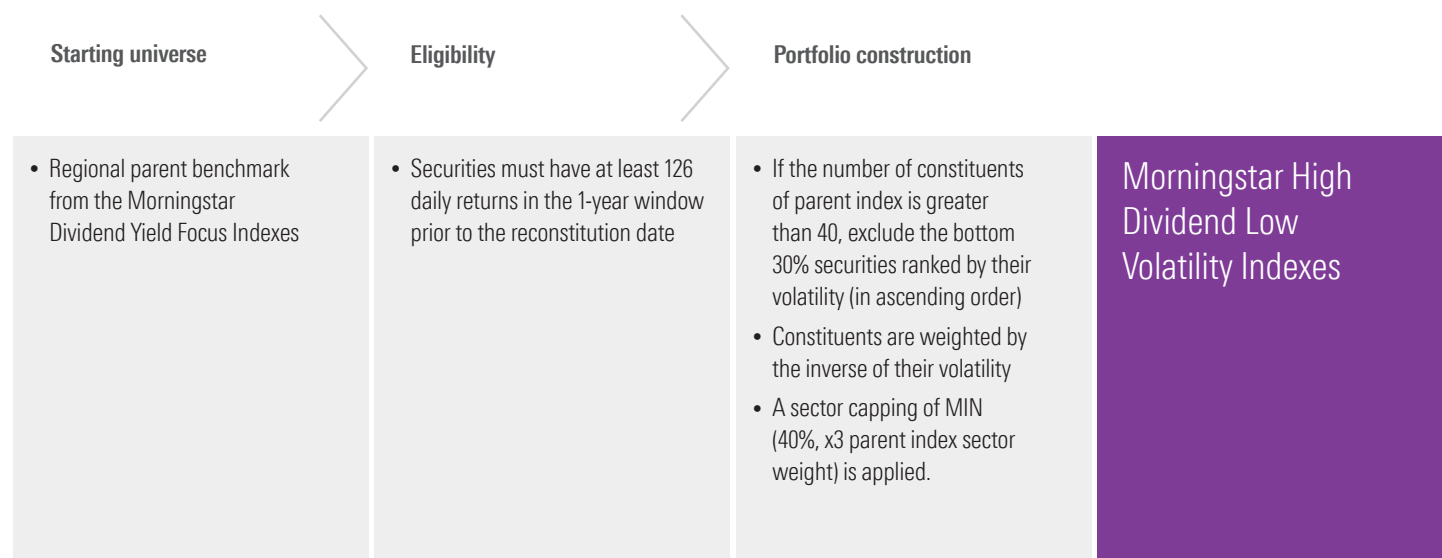 Starting universe
Eligibility
Portfolio construction
• Regional parent benchmark
from the Morningstar
Dividend Yield Focus Indexes
• Securities must have at least 126
daily returns in the 1-year window
prior to the reconstitution date
• If the number of constituents
of parent index is greater
than 40, exclude the bottom
30% securities ranked by their
volatility (in ascending order)
• Constituents are weighted by
the inverse of their volatility
• A sector capping of MIN
(40%, x3 parent index sector
weight) is applied.
Morningstar High
Dividend Low
Volatility Indexes